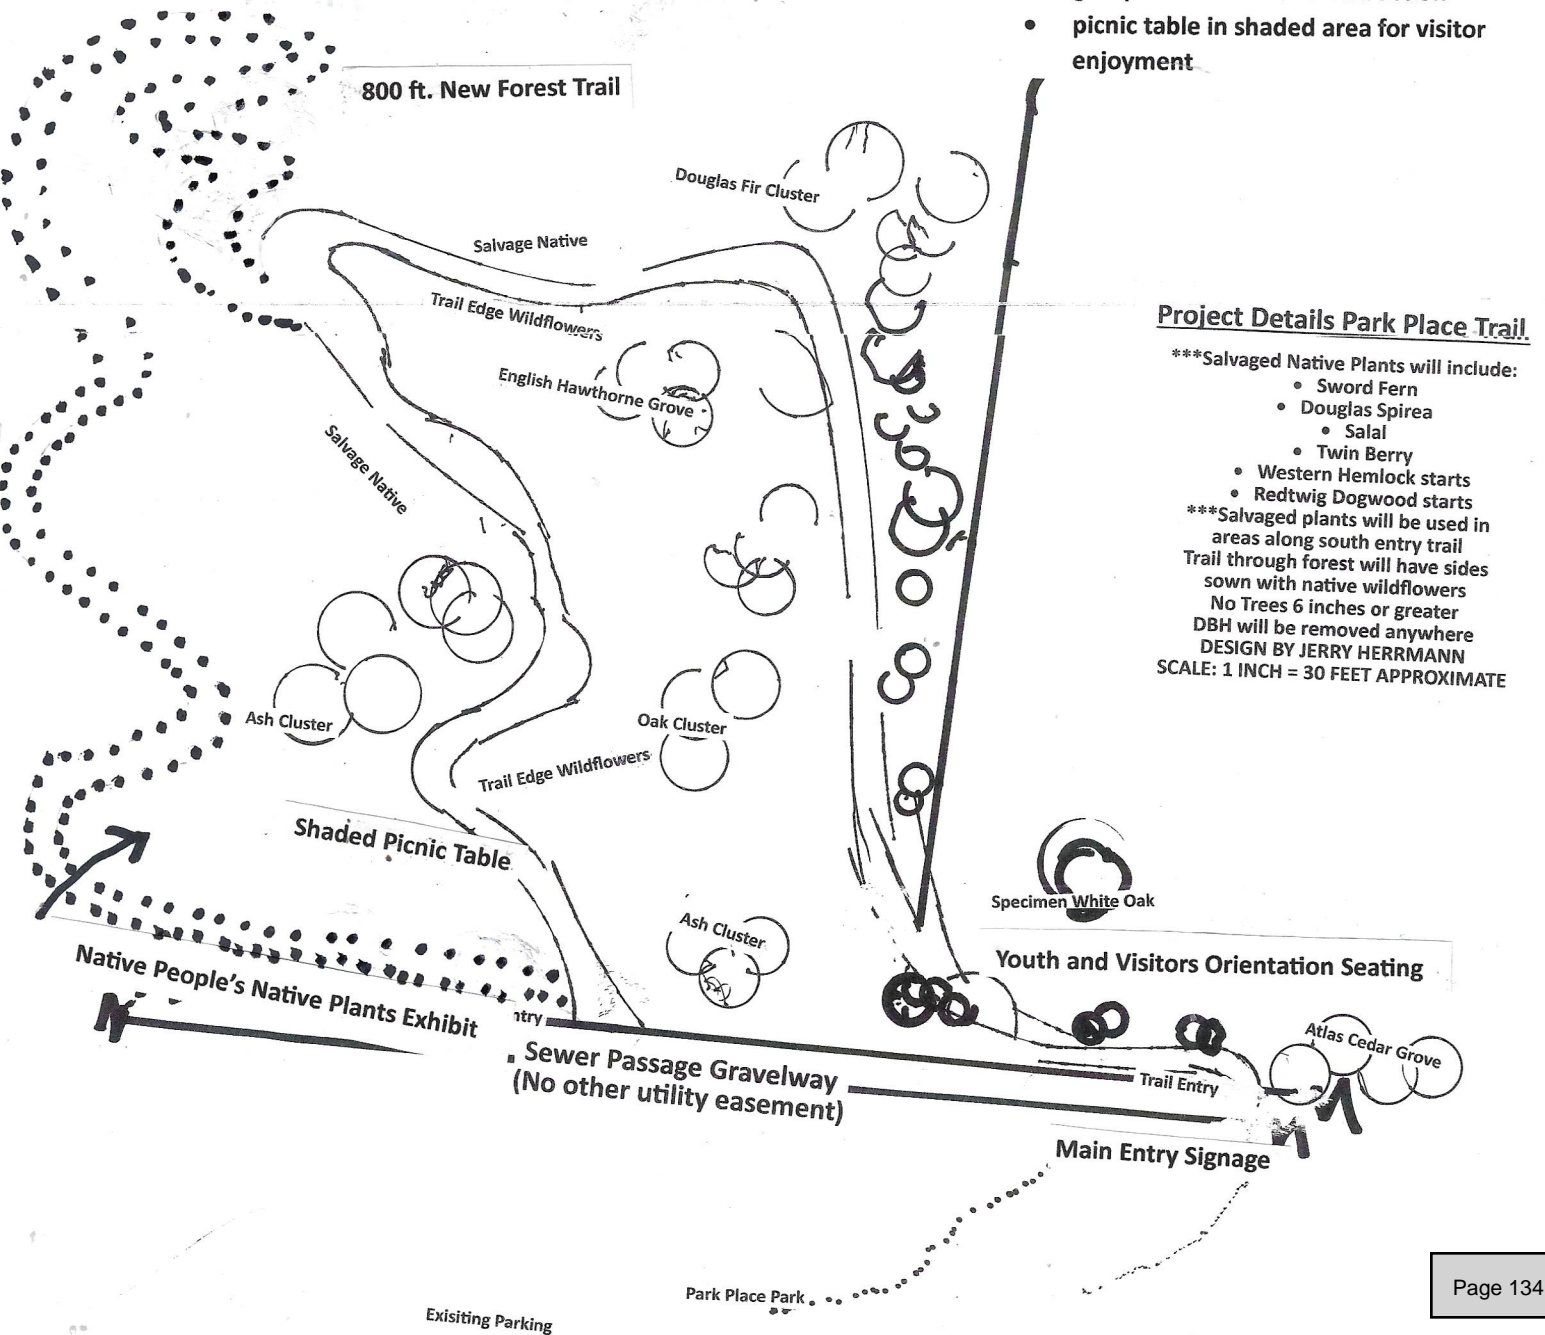 picnic table in shaded area for visitor
enjoyment
800 ft. New Forest Trail
Douglas Fir Cluster
Salvage Native
Trail Edge Wildflowers
English Hawthorne Grove
Salvage Native
Project Details Park Place Trail
***Salvaged Native Plants will include:
• Sword Fern
• Douglas Spirea
• Salal
• Twin Berry
• Western Hemlock starts
• Redtwig Dogwood starts
***Salvaged plants will be used in
areas along south entry trail
Trail through forest will have sides
sown with native wildflowers
No Trees 6 inches or greater
DBH will be removed anywhere
DESIGN BY JERRY HERRMANN
SCALE: 1 INCH = 30 FEET APPROXIMATE
Ash Cluster
Oak Cluster
Trail Edge Wildflowers
Shaded Picnic Table
Specimen White Oak
Ash Cluster
Youth and Visitors Orientation Seating
Native People's Native Plants Exhibit
ntry
Sewer Passage Gravelway
(No other utility easement)
Atlas Cedar Grove
Trail Entry
Main Entry Signage
Park Place Park
Exisiting Parking
Page 134